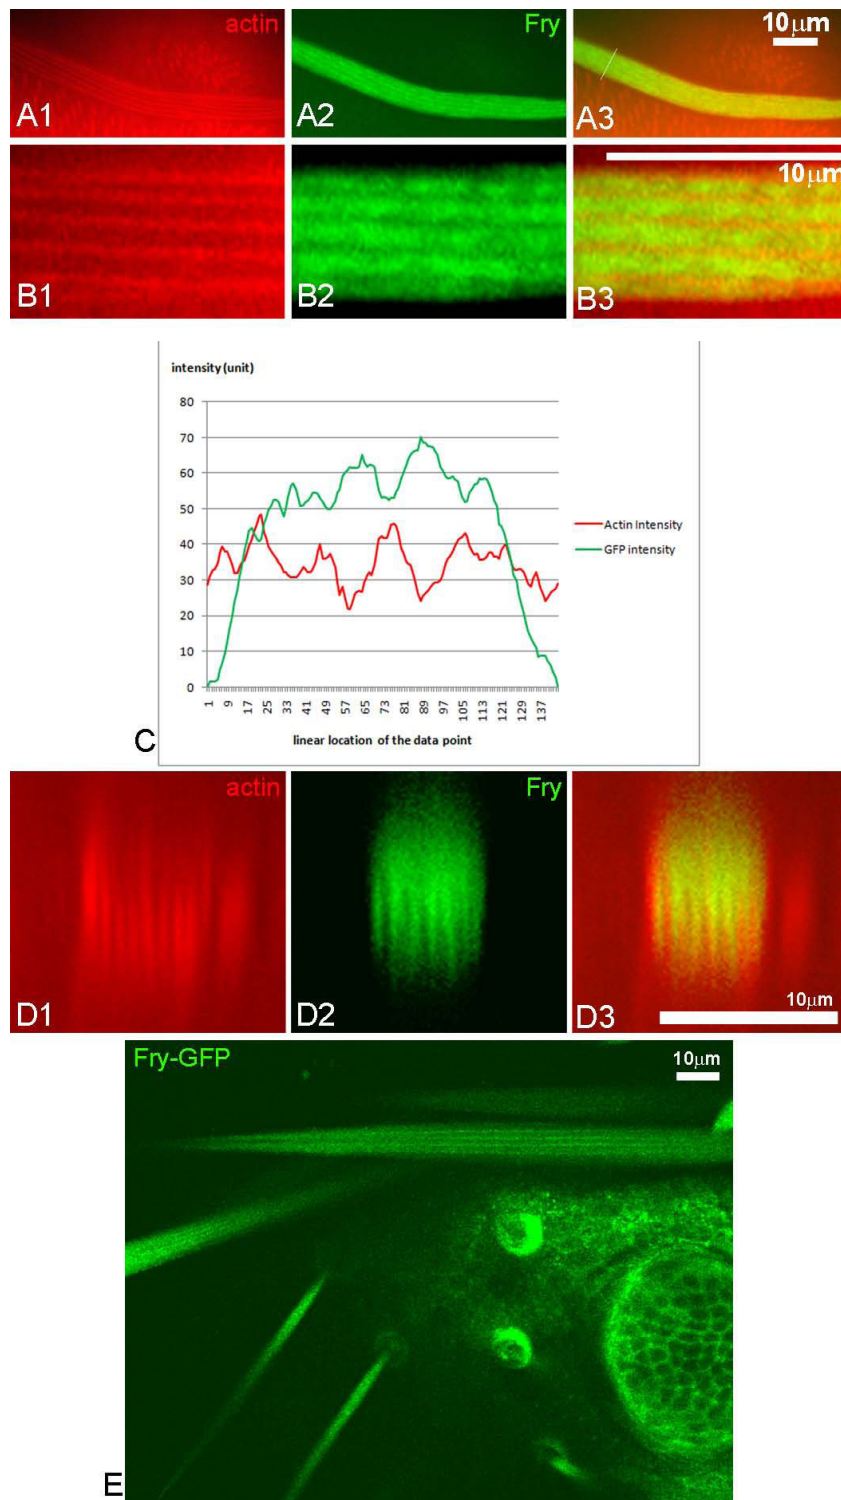 actin
Fry
10μm
A1
A2
A3
10μm
B1
B2
B3
intensity (unit)
80
70
60
50
40
30
20
10
0
Actin Intensity
GFP intensity
1
9
17
25
33
41
49
57
65
73
81
89
97
105
113
121
129
137
linear location of the data point
C
actin
Fry
10μm
D1
D2
D3
Fry-GFP
10μm
E